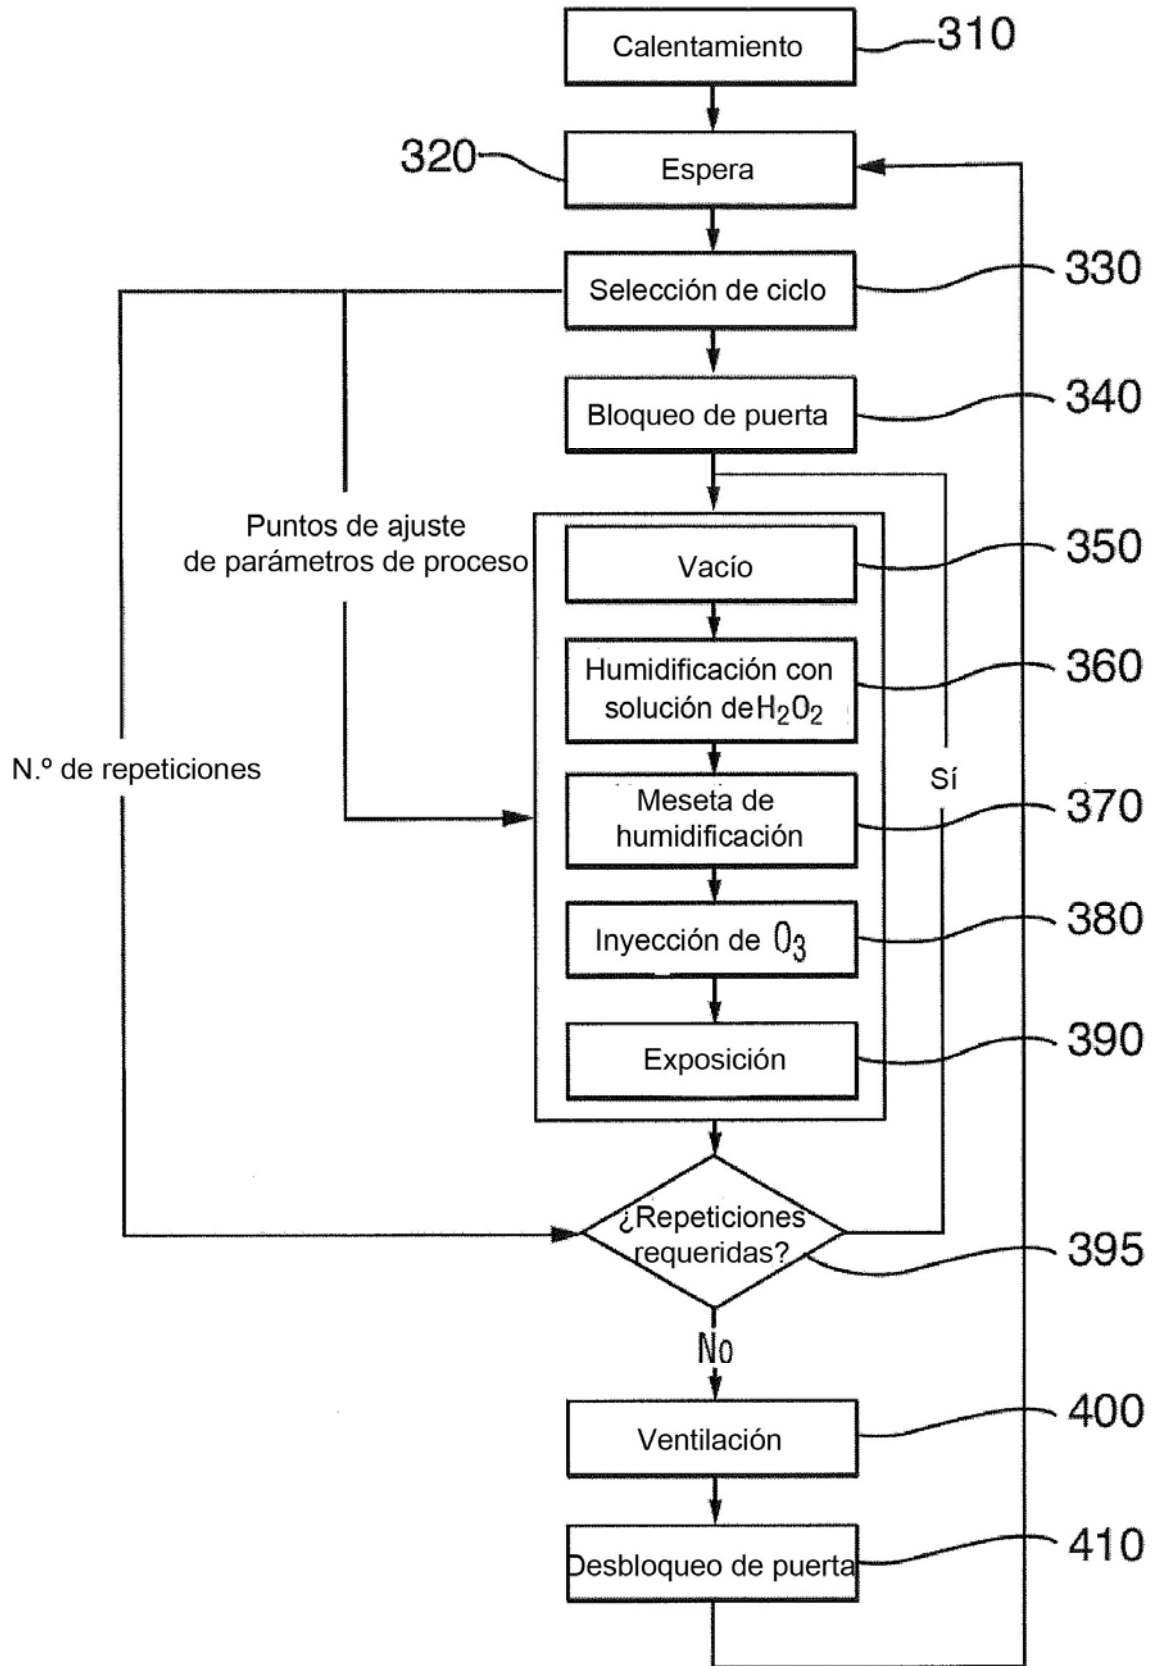 Calentamiento
310
320
Espera
330
Selección de ciclo
340
Bloqueo de puerta
Puntos de ajuste
de parámetros de proceso
350
Vacío
360
Humidificación con
solución de H₂O₂
N.º de repeticiones
Sí
370
Meseta de
humidificación
380
Inyección de O₃
390
Exposición
¿Repeticiones
requeridas?
395
No
400
Ventilación
410
Desbloqueo de puerta